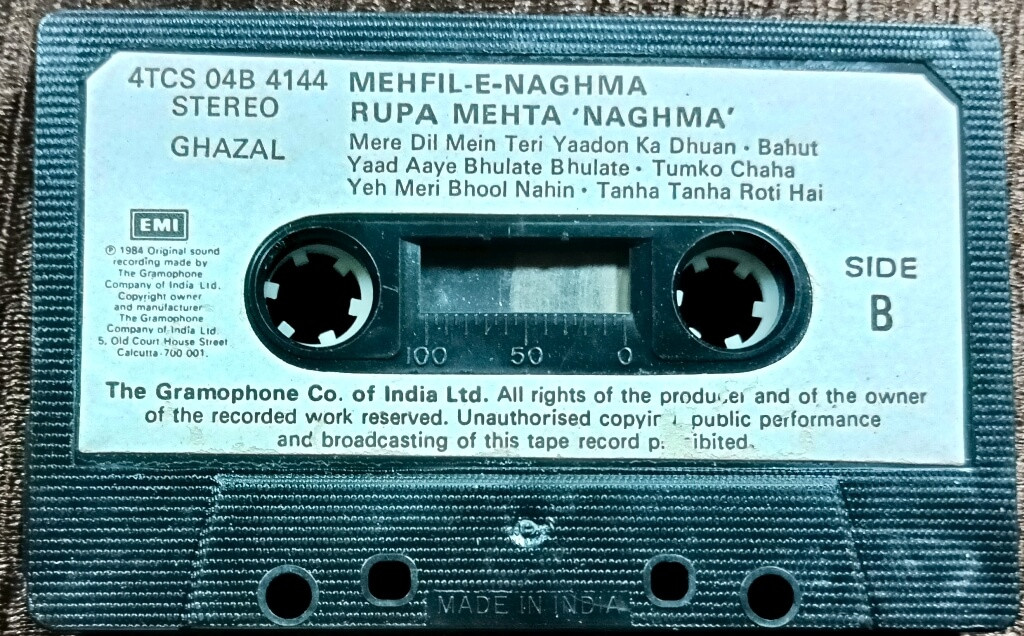 4TCS 04B 4144
STEREO
GHAZAL
MEHFIL-E-NAGHMA
RUPA MEHTA 'NAGHMA'
Mere Dil Mein Teri Yaadon Ka Dhuan • Bahut
Yaad Aaye Bhulate Bhulate • Tumko Chaha
Yeh Meri Bhool Nahin • Tanha Tanha Roti Hai
EMI
℗ 1984 Original sound
recording made by
The Gramophone
Company of India Ltd.
Copyright owner
and manufacturer
The Gramophone
Company of India Ltd.
5, Old Court House Street
Calcutta-700 001.
SIDE
B
100 50 0
The Gramophone Co. of India Ltd. All rights of the and of the owner
of the recorded work reserved. Unauthorised public performance
and broadcasting of this tape record
MADE IN INDIA